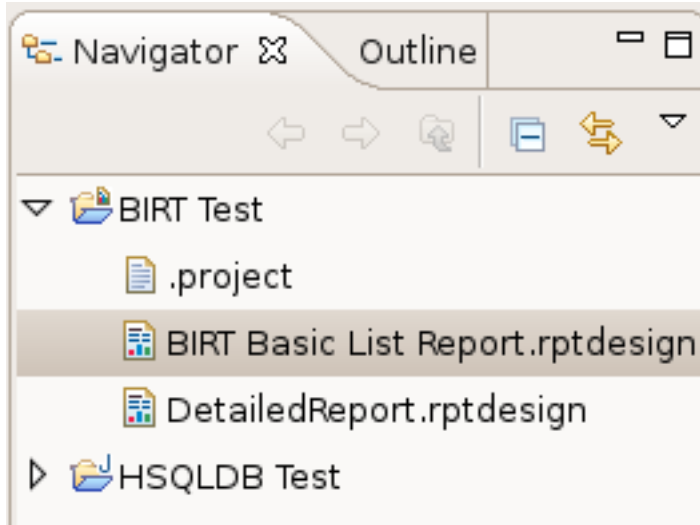 Navigator Outline
BIRT Test
.project
BIRT Basic List Report.rptdesign
DetailedReport.rptdesign
HSQLDB Test